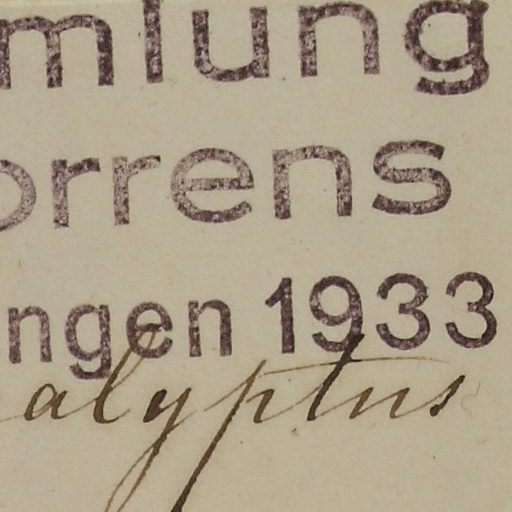 mlung
orrens
ngen 1933
alyptus